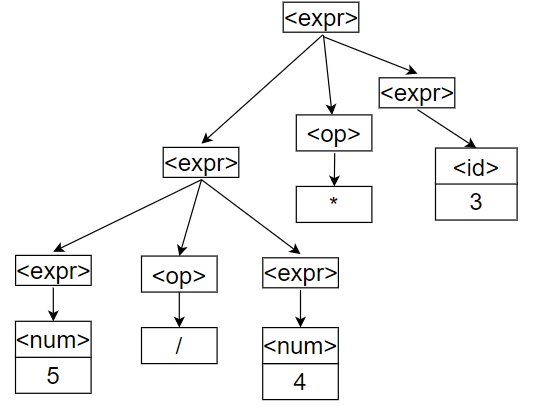 <expr>
<expr>
<op>
<expr>
<id>
*
3
<expr>
<op>
<expr>
<num>
/
<num>
5
4